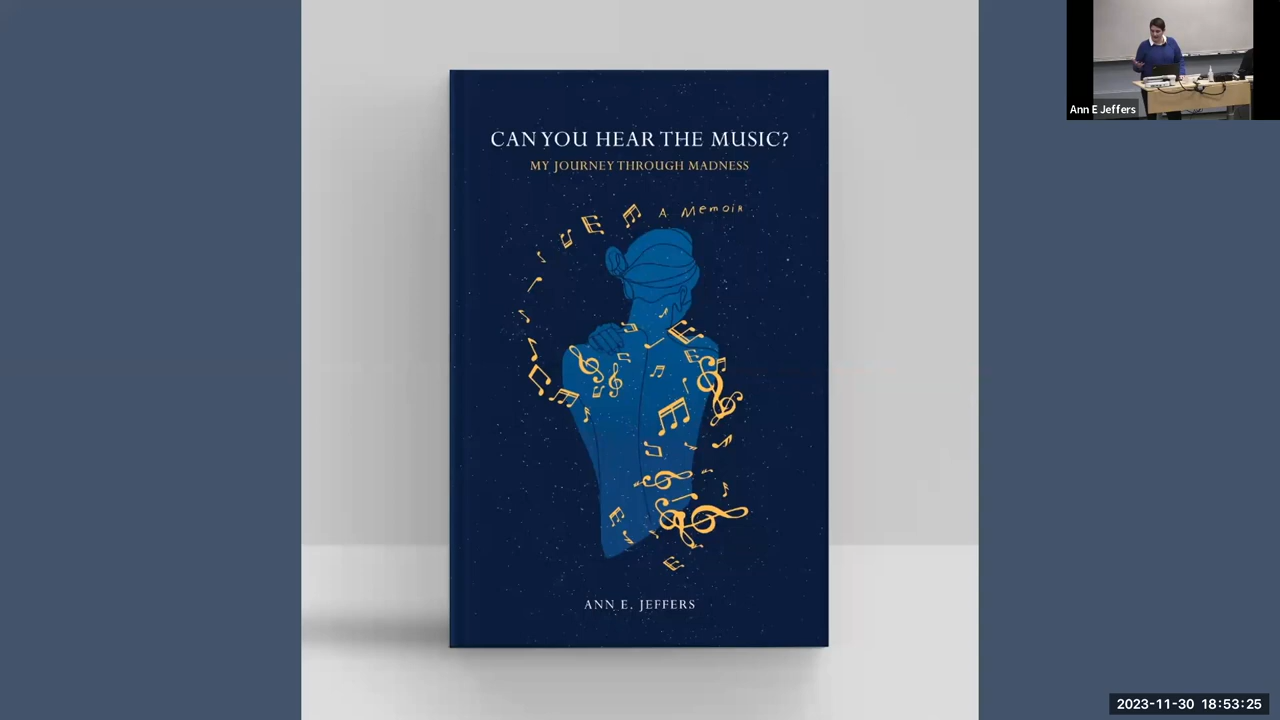 CAN YOU HEAR THE MUSIC?
MY JOURNEY THROUGH MADNESS
A Memoir
ANN E. JEFFERS
Ann E Jeffers
2023-11-30 18:53:25